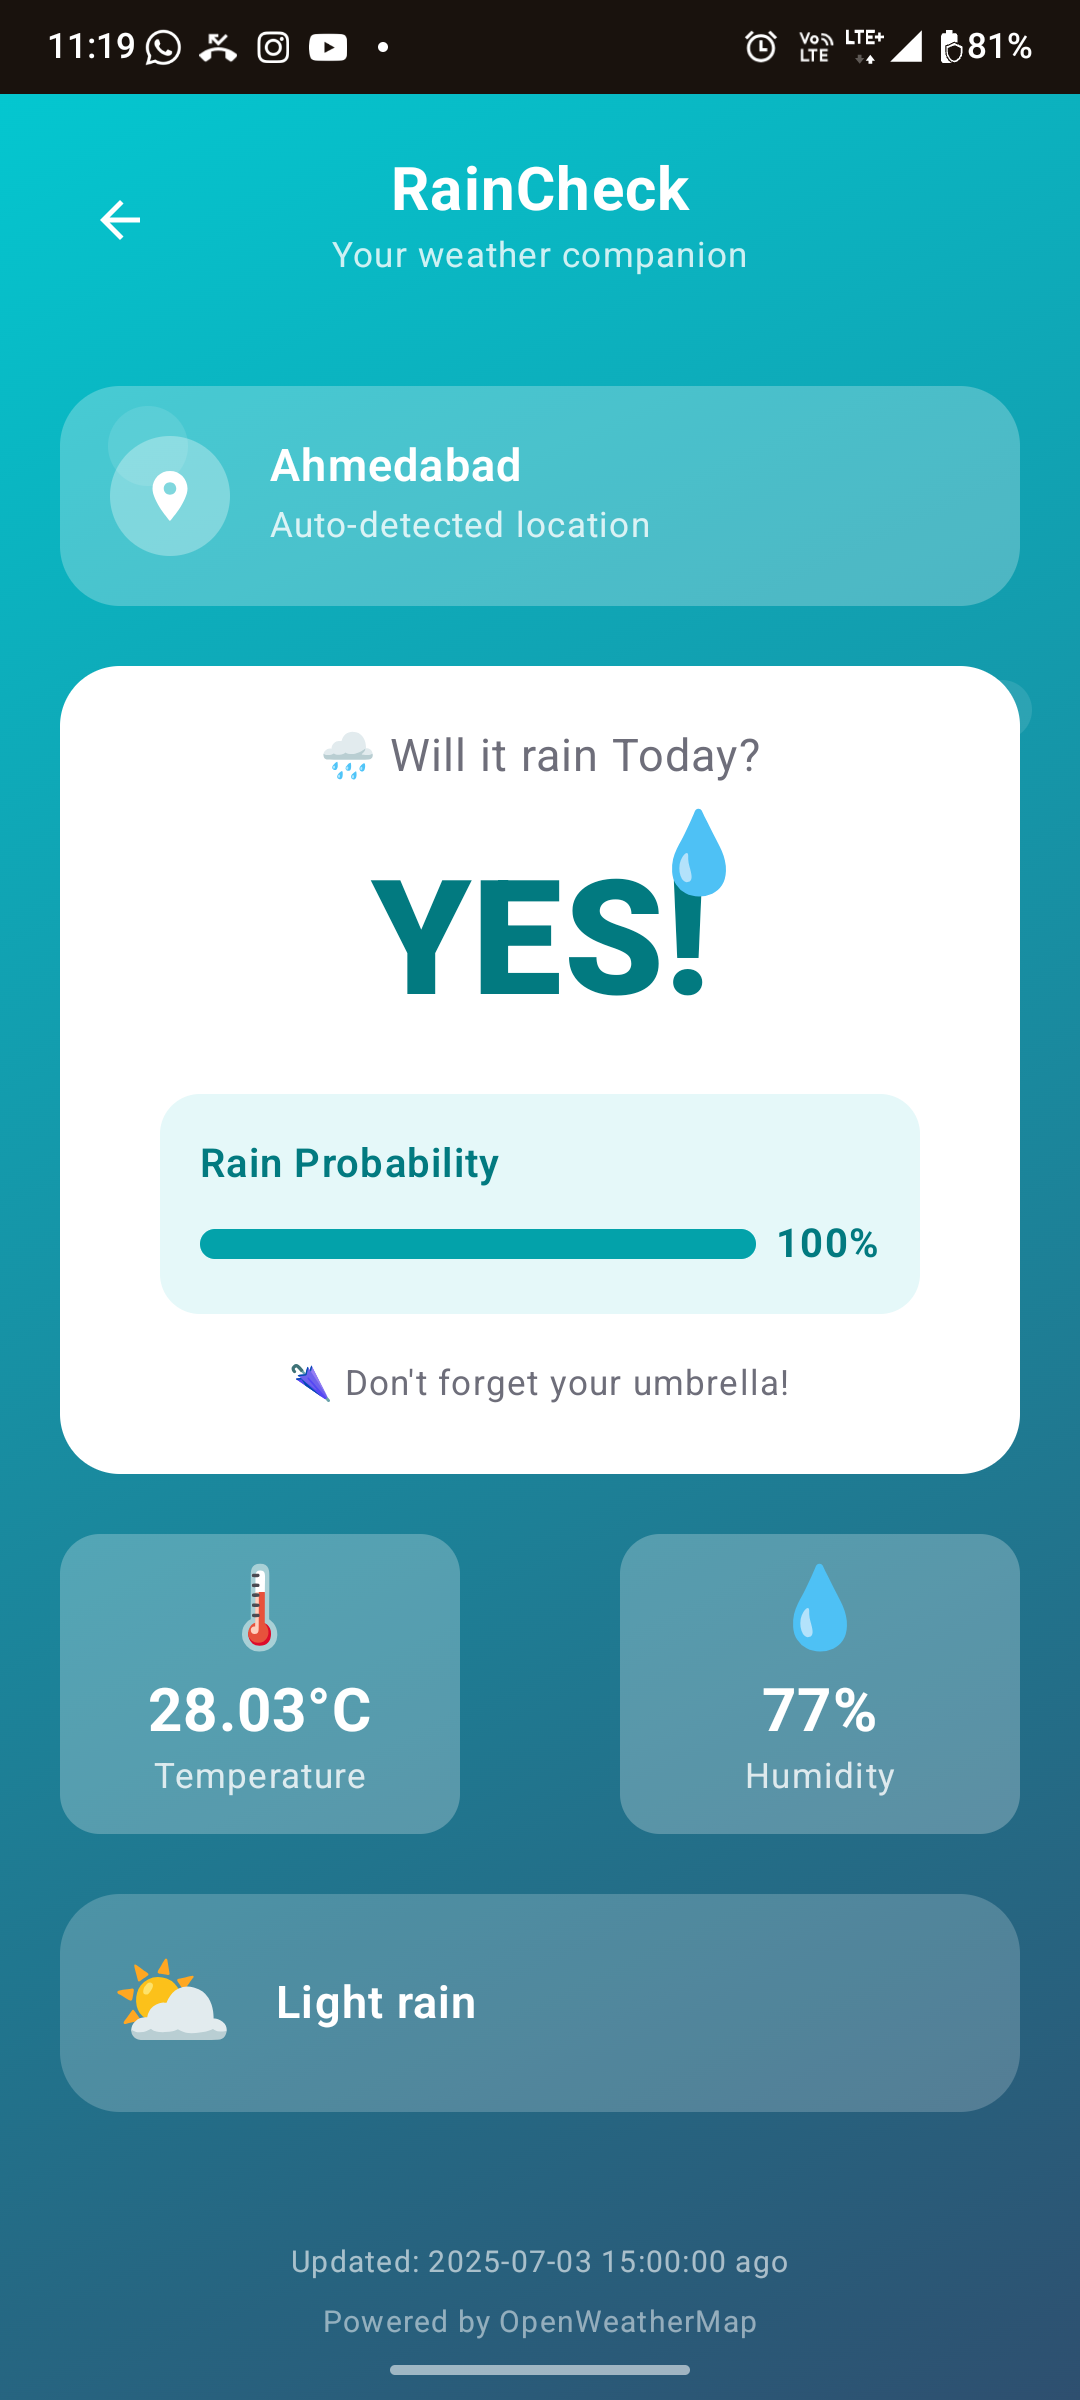 11:19
Vo LTE LTE+ 81%
RainCheck
Your weather companion
Ahmedabad
Auto-detected location
Will it rain Today?
YES!
Rain Probability
100%
Don't forget your umbrella!
28.03°C
Temperature
77%
Humidity
Light rain
Updated: 2025-07-03 15:00:00 ago
Powered by OpenWeatherMap